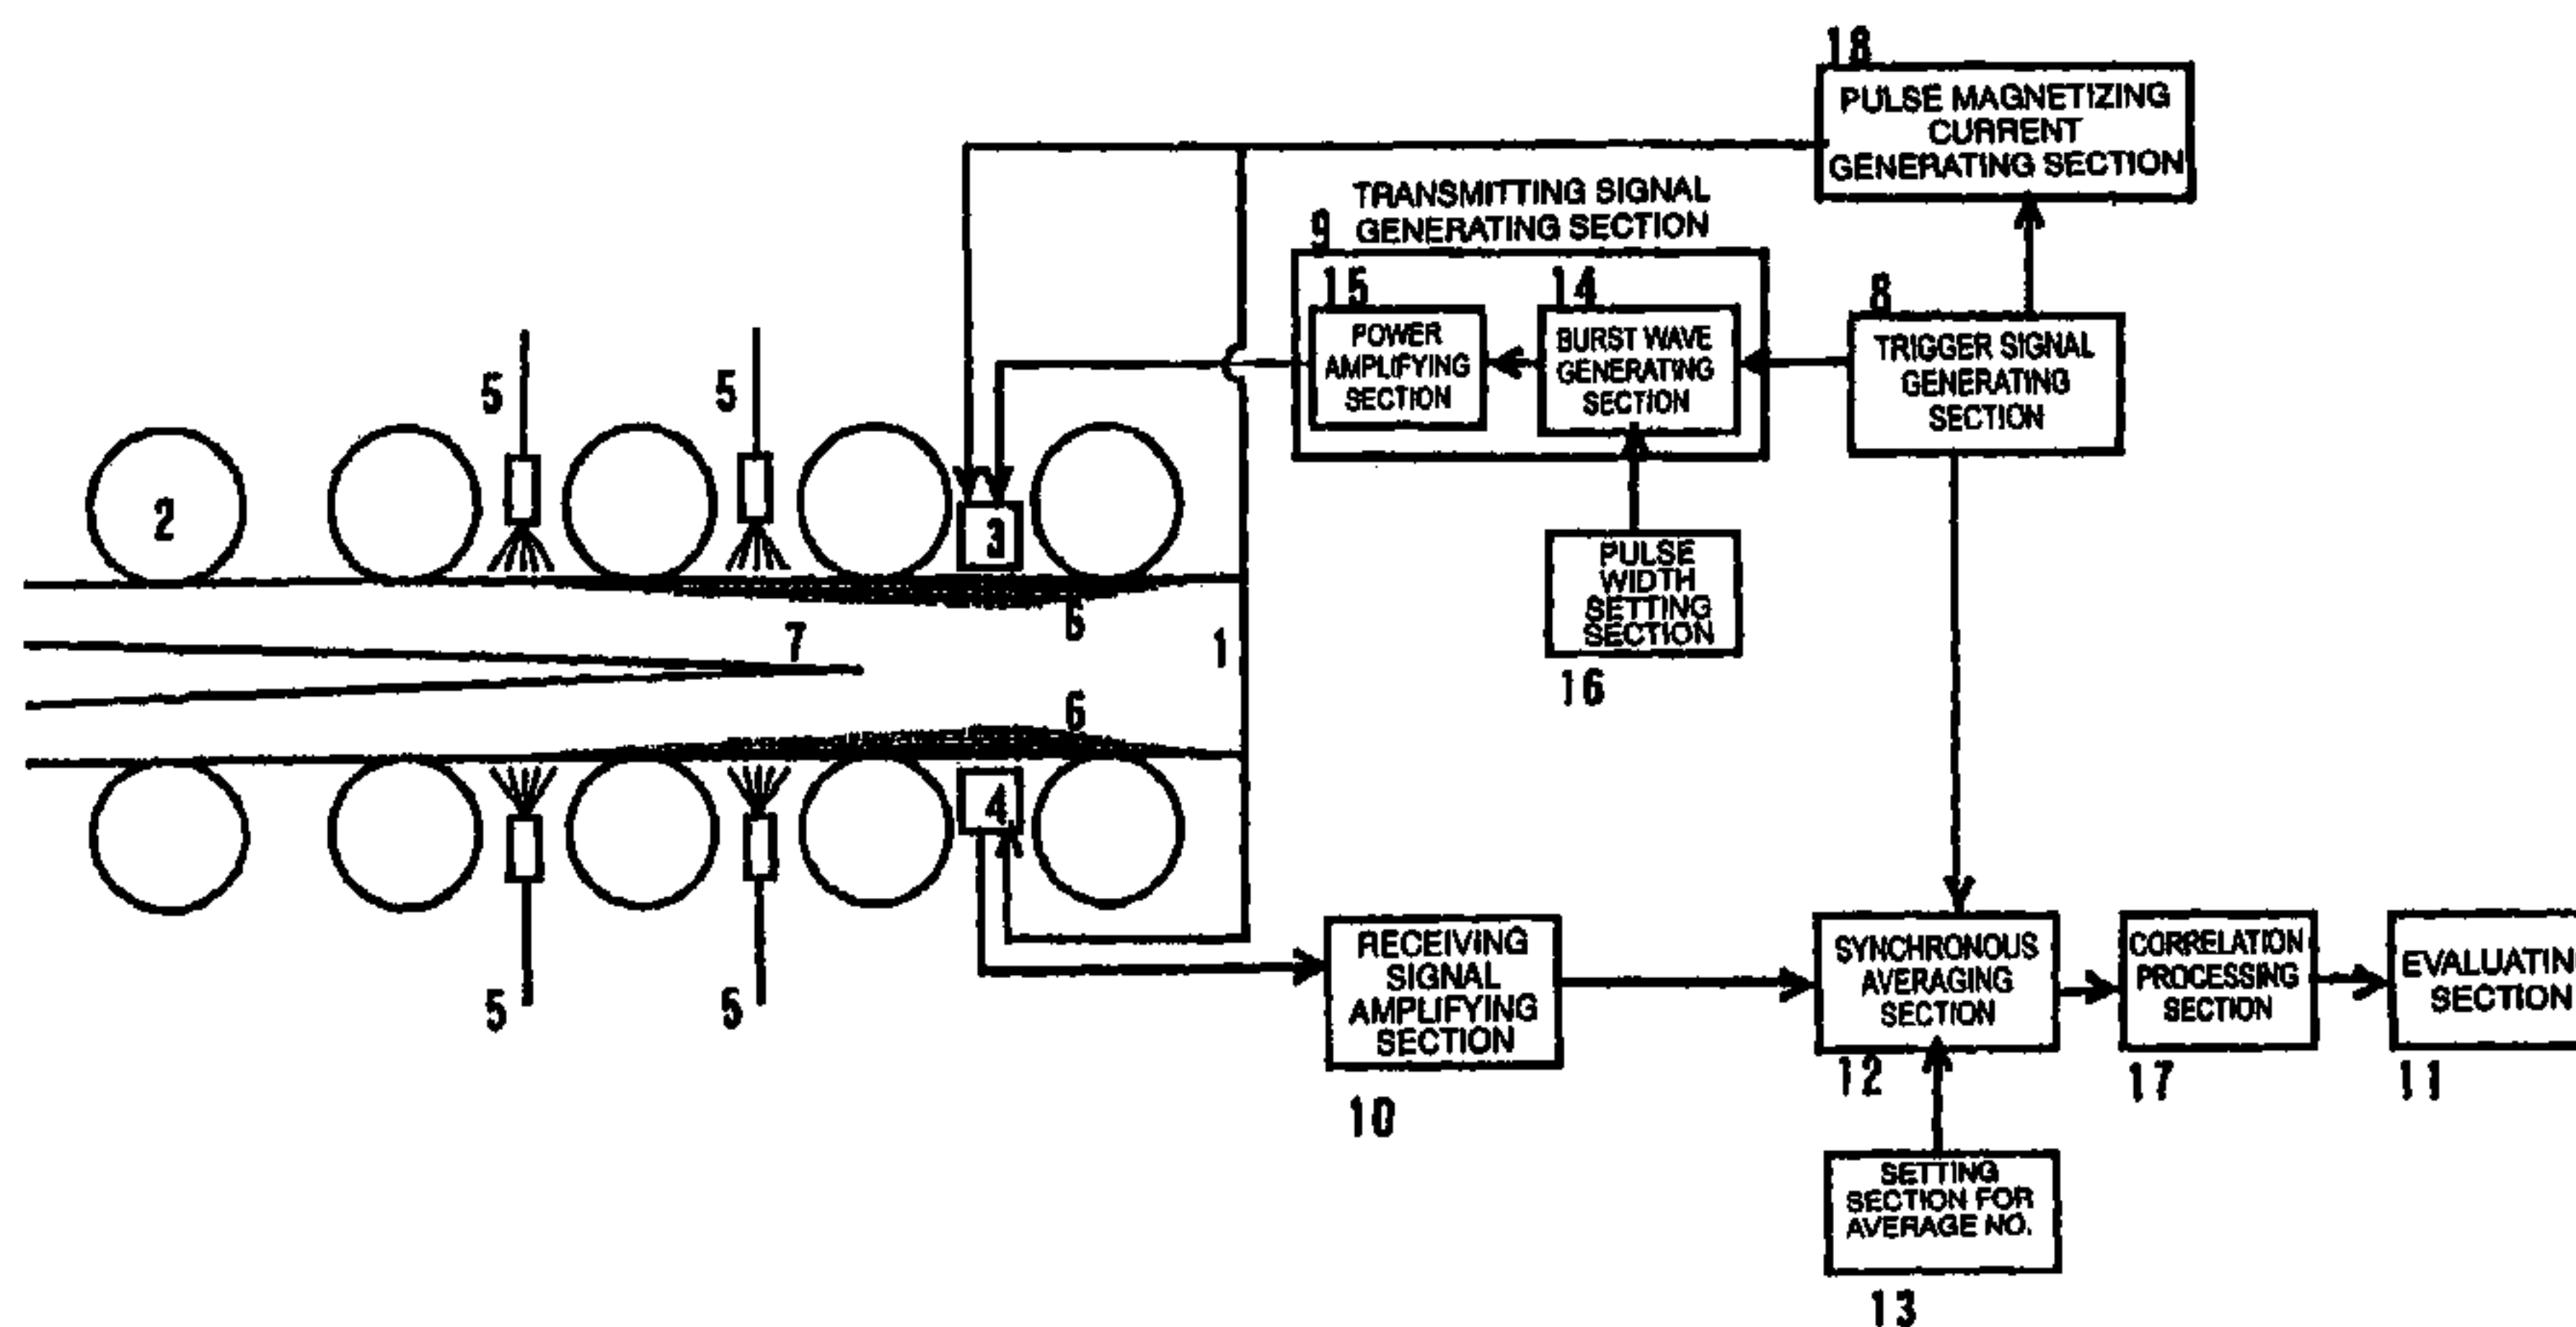 18
PULSE MAGNETIZING
CURRENT
GENERATING SECTION
TRANSMITTING SIGNAL
GENERATING SECTION
9
15
POWER
AMPLIFYING
SECTION
14
BURST WAVE
GENERATING
SECTION
8
TRIGGER SIGNAL
GENERATING
SECTION
5
5
2
3
PULSE
WIDTH
SETTING
SECTION
16
6
7
1
6
4
5
5
RECEIVING
SIGNAL
AMPLIFYING
SECTION
10
SYNCHRONOUS
AVERAGING
SECTION
12
CORRELATION
PROCESSING
SECTION
17
EVALUATING
SECTION
11
SETTING
SECTION FOR
AVERAGE NO.
13